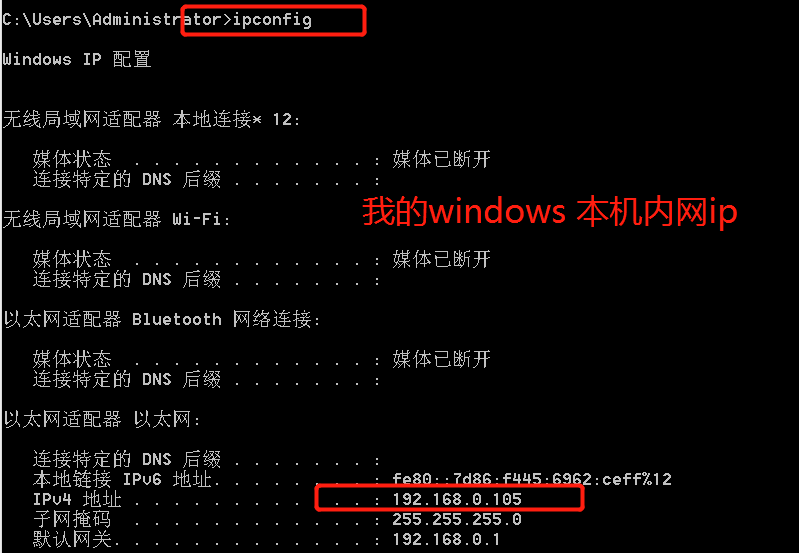 C:\Users\Administrator>ipconfig
Windows IP 配置
无线局域网适配器 本地连接* 12:
媒体状态 . . . . . . . . . . . . : 媒体已断开
连接特定的 DNS 后缀 . . . . . . . :
我的windows 本机内网ip
无线局域网适配器 Wi-Fi:
媒体状态 . . . . . . . . . . . . : 媒体已断开
连接特定的 DNS 后缀 . . . . . . . :
以太网适配器 Bluetooth 网络连接:
媒体状态 . . . . . . . . . . . . : 媒体已断开
连接特定的 DNS 后缀 . . . . . . . :
以太网适配器 以太网:
连接特定的 DNS 后缀 . . . . . . . :
本地链接 IPv6 地址. . . . . . . . : fe80::7d86:f445:6962:ceff%12
IPv4 地址 . . . . . . . . . . . . : 192.168.0.105
子网掩码 . . . . . . . . . . . . : 255.255.255.0
默认网关. . . . . . . . . . . . . : 192.168.0.1